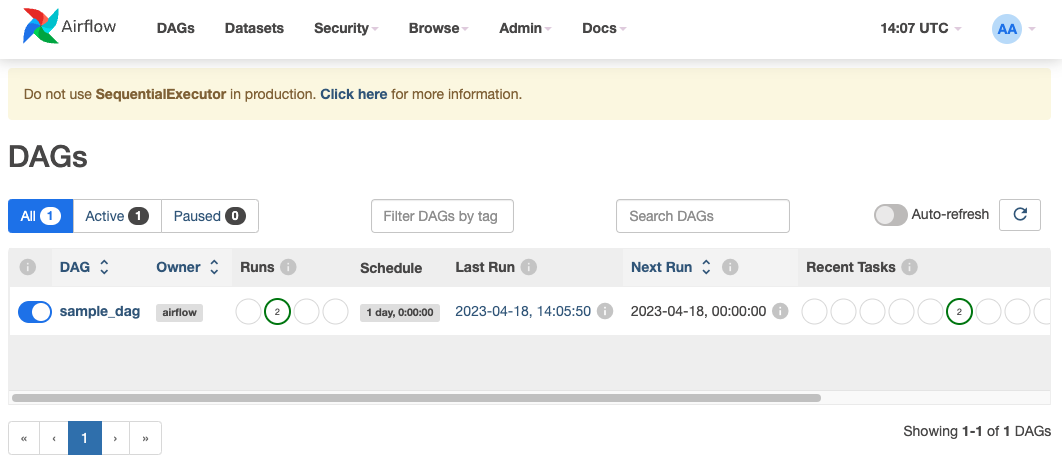 Airflow DAGs Datasets Security Browse Admin Docs 14:07 UTC AA
Do not use SequentialExecutor in production. Click here for more information.
DAGs
All 1 Active 1 Paused 0 Filter DAGs by tag Search DAGs Auto-refresh
i DAG Owner Runs i Schedule Last Run i Next Run i Recent Tasks i
sample_dag airflow 2 1 day, 0:00:00 2023-04-18, 14:05:50 i 2023-04-18, 00:00:00 i 2
« ‹ 1 › » Showing 1-1 of 1 DAGs